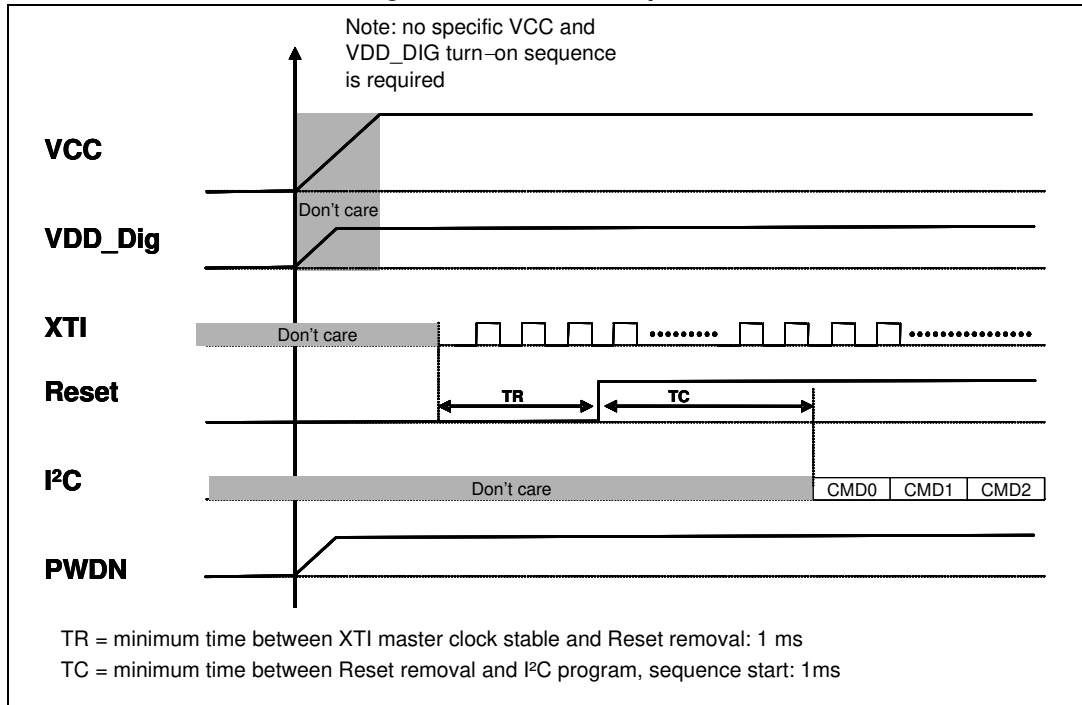 Note: no specific VCC and
VDD_DIG turn–on sequence
is required
VCC
Don't care
VDD_Dig
XTI
Don't care
Reset
TR
TC
I²C
Don't care
CMD0
CMD1
CMD2
PWDN
TR = minimum time between XTI master clock stable and Reset removal: 1 ms
TC = minimum time between Reset removal and I²C program, sequence start: 1ms